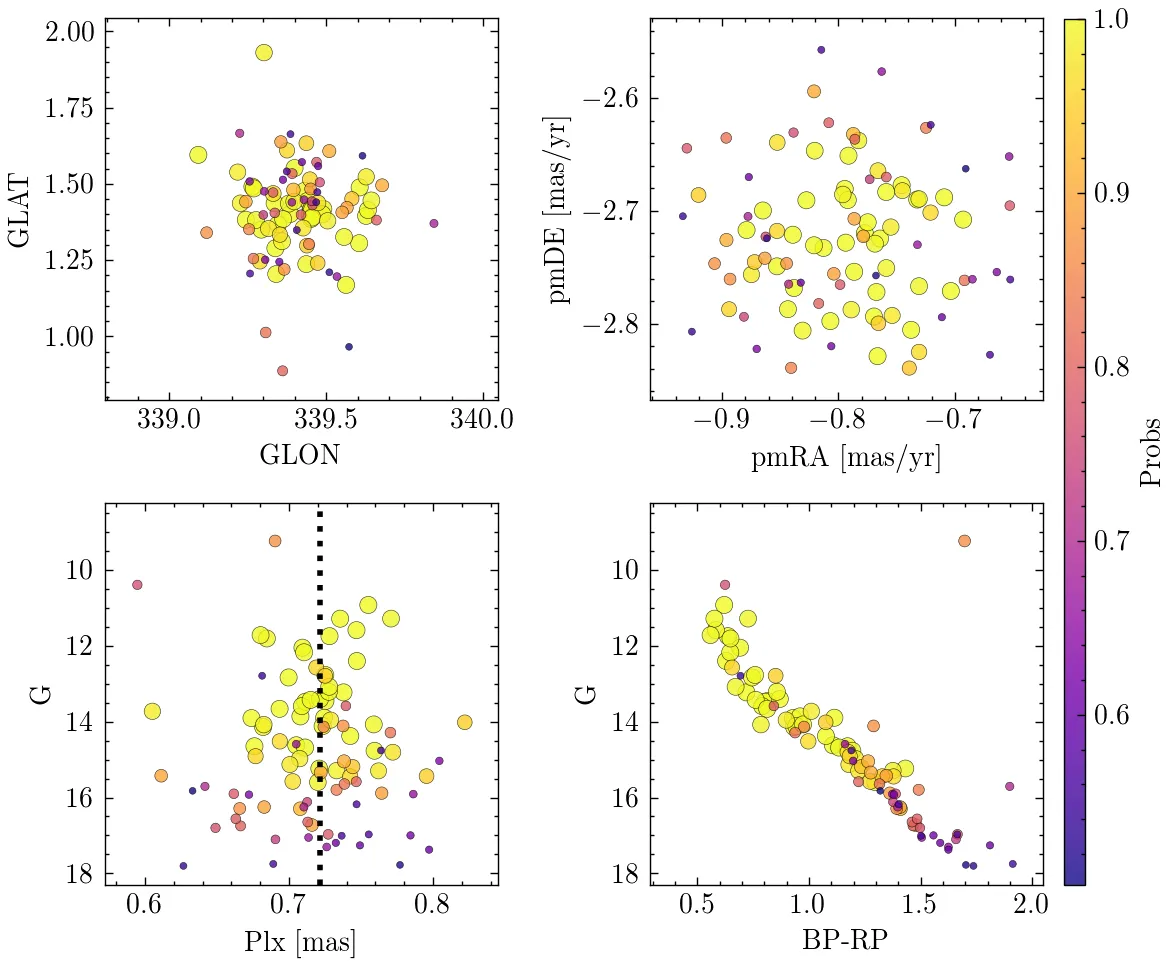 2.00
1.75
1.50
1.25
1.00
GLAT
339.0 339.5 340.0
GLON
−2.6
−2.7
−2.8
pmDE [mas/yr]
−0.9 −0.8 −0.7
pmRA [mas/yr]
1.0
0.9
0.8
0.7
0.6
Probs
10
12
14
16
18
G
0.6 0.7 0.8
Plx [mas]
10
12
14
16
18
G
0.5 1.0 1.5 2.0
BP-RP